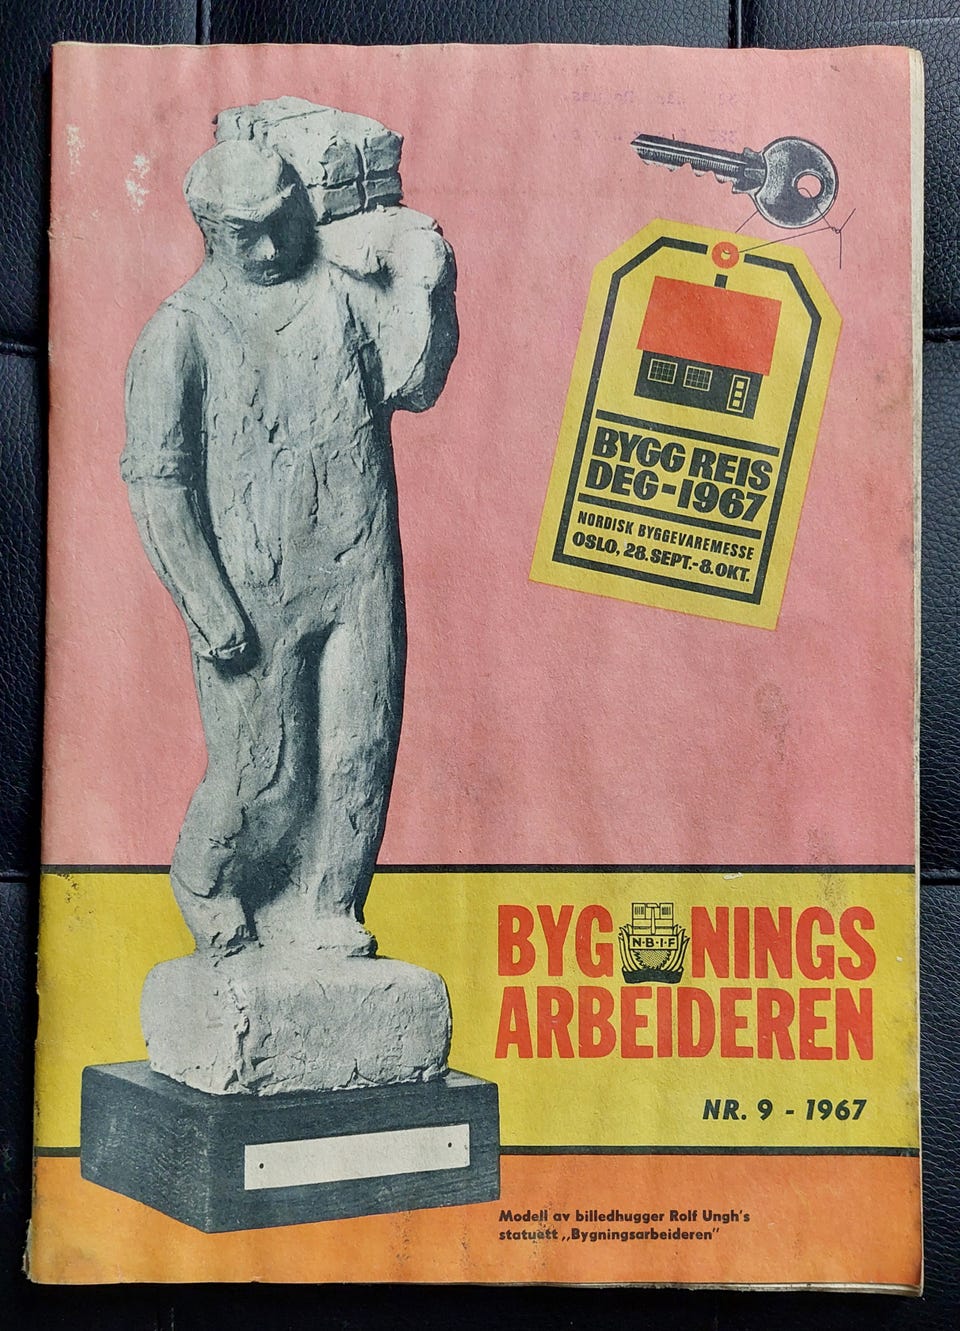 BYGG REIS
DEG-1967
NORDISK BYGGEVAREMESSE
OSLO, 28.SEPT.-8.OKT.
BYG NINGS
N·B·I·F
ARBEIDEREN
NR. 9 - 1967
Modell av billedhugger Rolf Ungh's
statuett „Bygningsarbeideren"